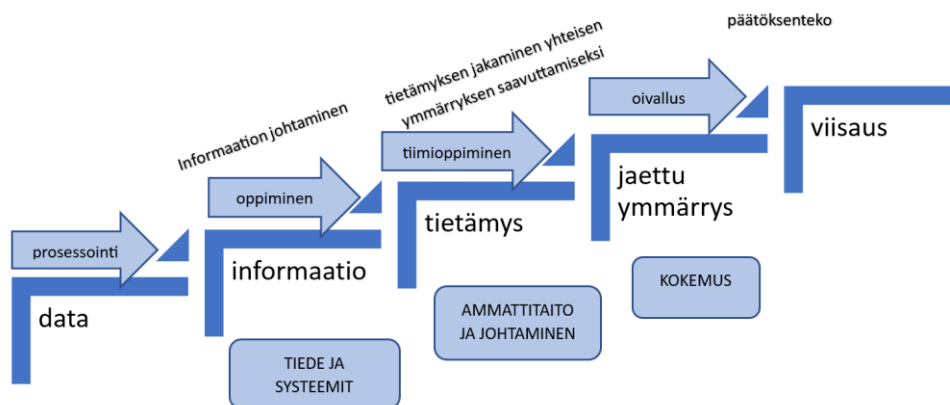 päätöksenteko
tietämyksen jakaminen yhteisen
ymmärryksen saavuttamiseksi
Informaation johtaminen
prosessointi
oppiminen
tiimioppiminen
oivallus
data
informaatio
tietämys
jaettu
ymmärrys
viisaus
TIEDE JA
SYSTEEMIT
AMMATTITAITO
JA JOHTAMINEN
KOKEMUS